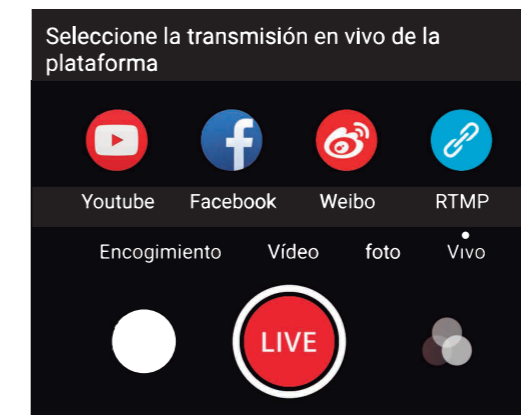 Seleccione la transmisión en vivo de la
plataforma
Youtube Facebook Weibo RTMP
Encogimiento Vídeo foto Vivo
LIVE